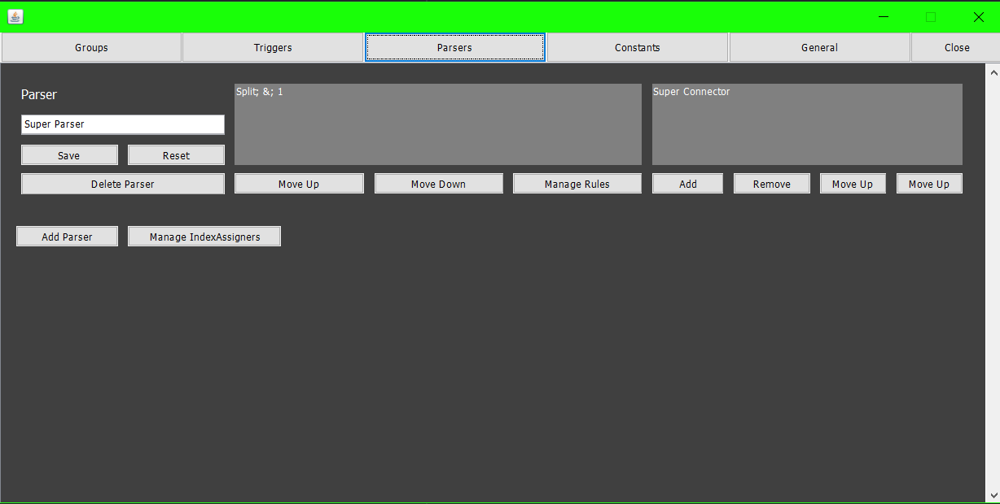 Groups Triggers Parsers Constants General Close
Parser
Split; &; 1
Super Connector
Super Parser
Save Reset
Delete Parser Move Up Move Down Manage Rules Add Remove Move Up Move Up
Add Parser Manage IndexAssigners